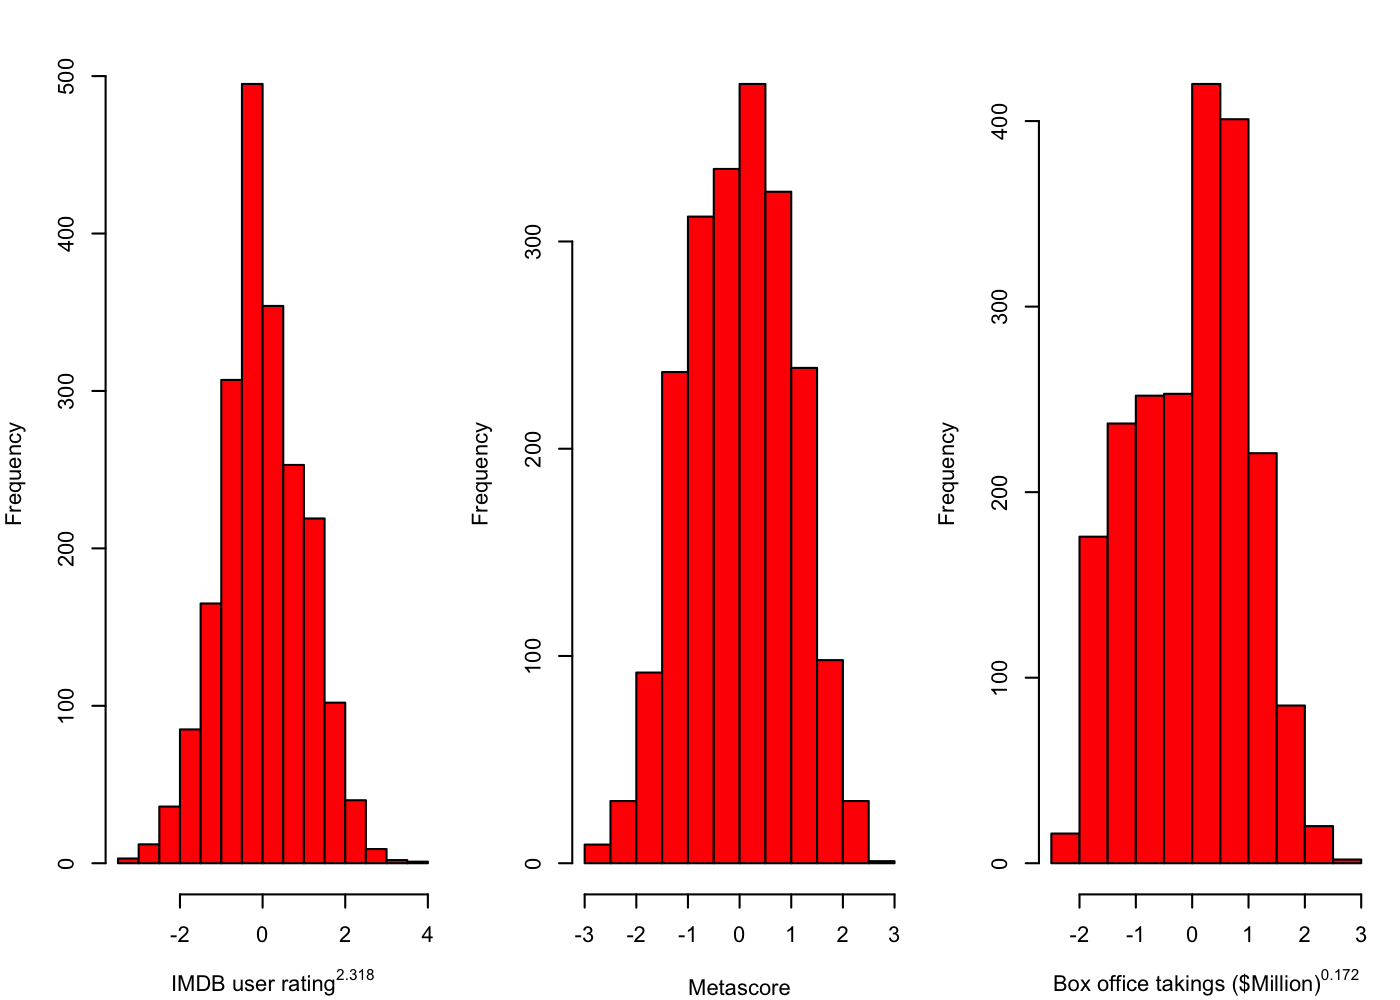 Frequency
0 100 200 300 400 500
-2 0 2 4
IMDB user rating^2.318
Frequency
0 100 200 300
-3 -2 -1 0 1 2 3
Metascore
Frequency
0 100 200 300 400
-2 -1 0 1 2 3
Box office takings ($Million)^0.172